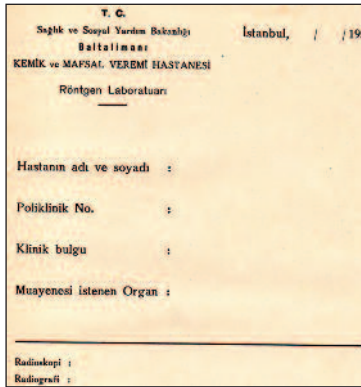 T. C.
Sağlık ve Sosyal Yardım Bakanlığı
Baltalimanı
KEMİK ve MAFSAL VEREMİ HASTANESİ
Röntgen Laboratuarı
İstanbul, / /19
Hastanın adı ve soyadı :
Poliklinik No. :
Klinik bulgu :
Muayenesi istenen Organ :
Radioskopi :
Radiografi :